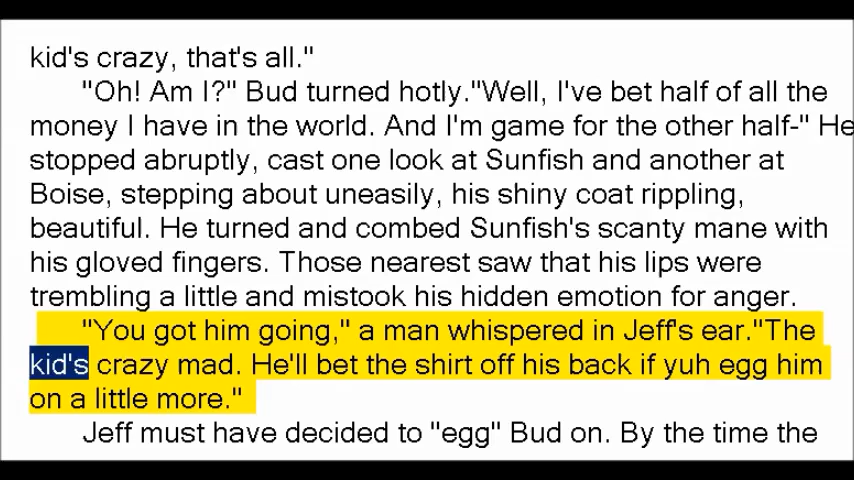 kid's crazy, that's all."
"Oh! Am I?" Bud turned hotly."Well, I've bet half of all the
money I have in the world. And I'm game for the other half-" He
stopped abruptly, cast one look at Sunfish and another at
Boise, stepping about uneasily, his shiny coat rippling,
beautiful. He turned and combed Sunfish's scanty mane with
his gloved fingers. Those nearest saw that his lips were
trembling a little and mistook his hidden emotion for anger.
"You got him going," a man whispered in Jeff's ear."The
kid's crazy mad. He'll bet the shirt off his back if yuh egg him
on a little more."
Jeff must have decided to "egg" Bud on. By the time the